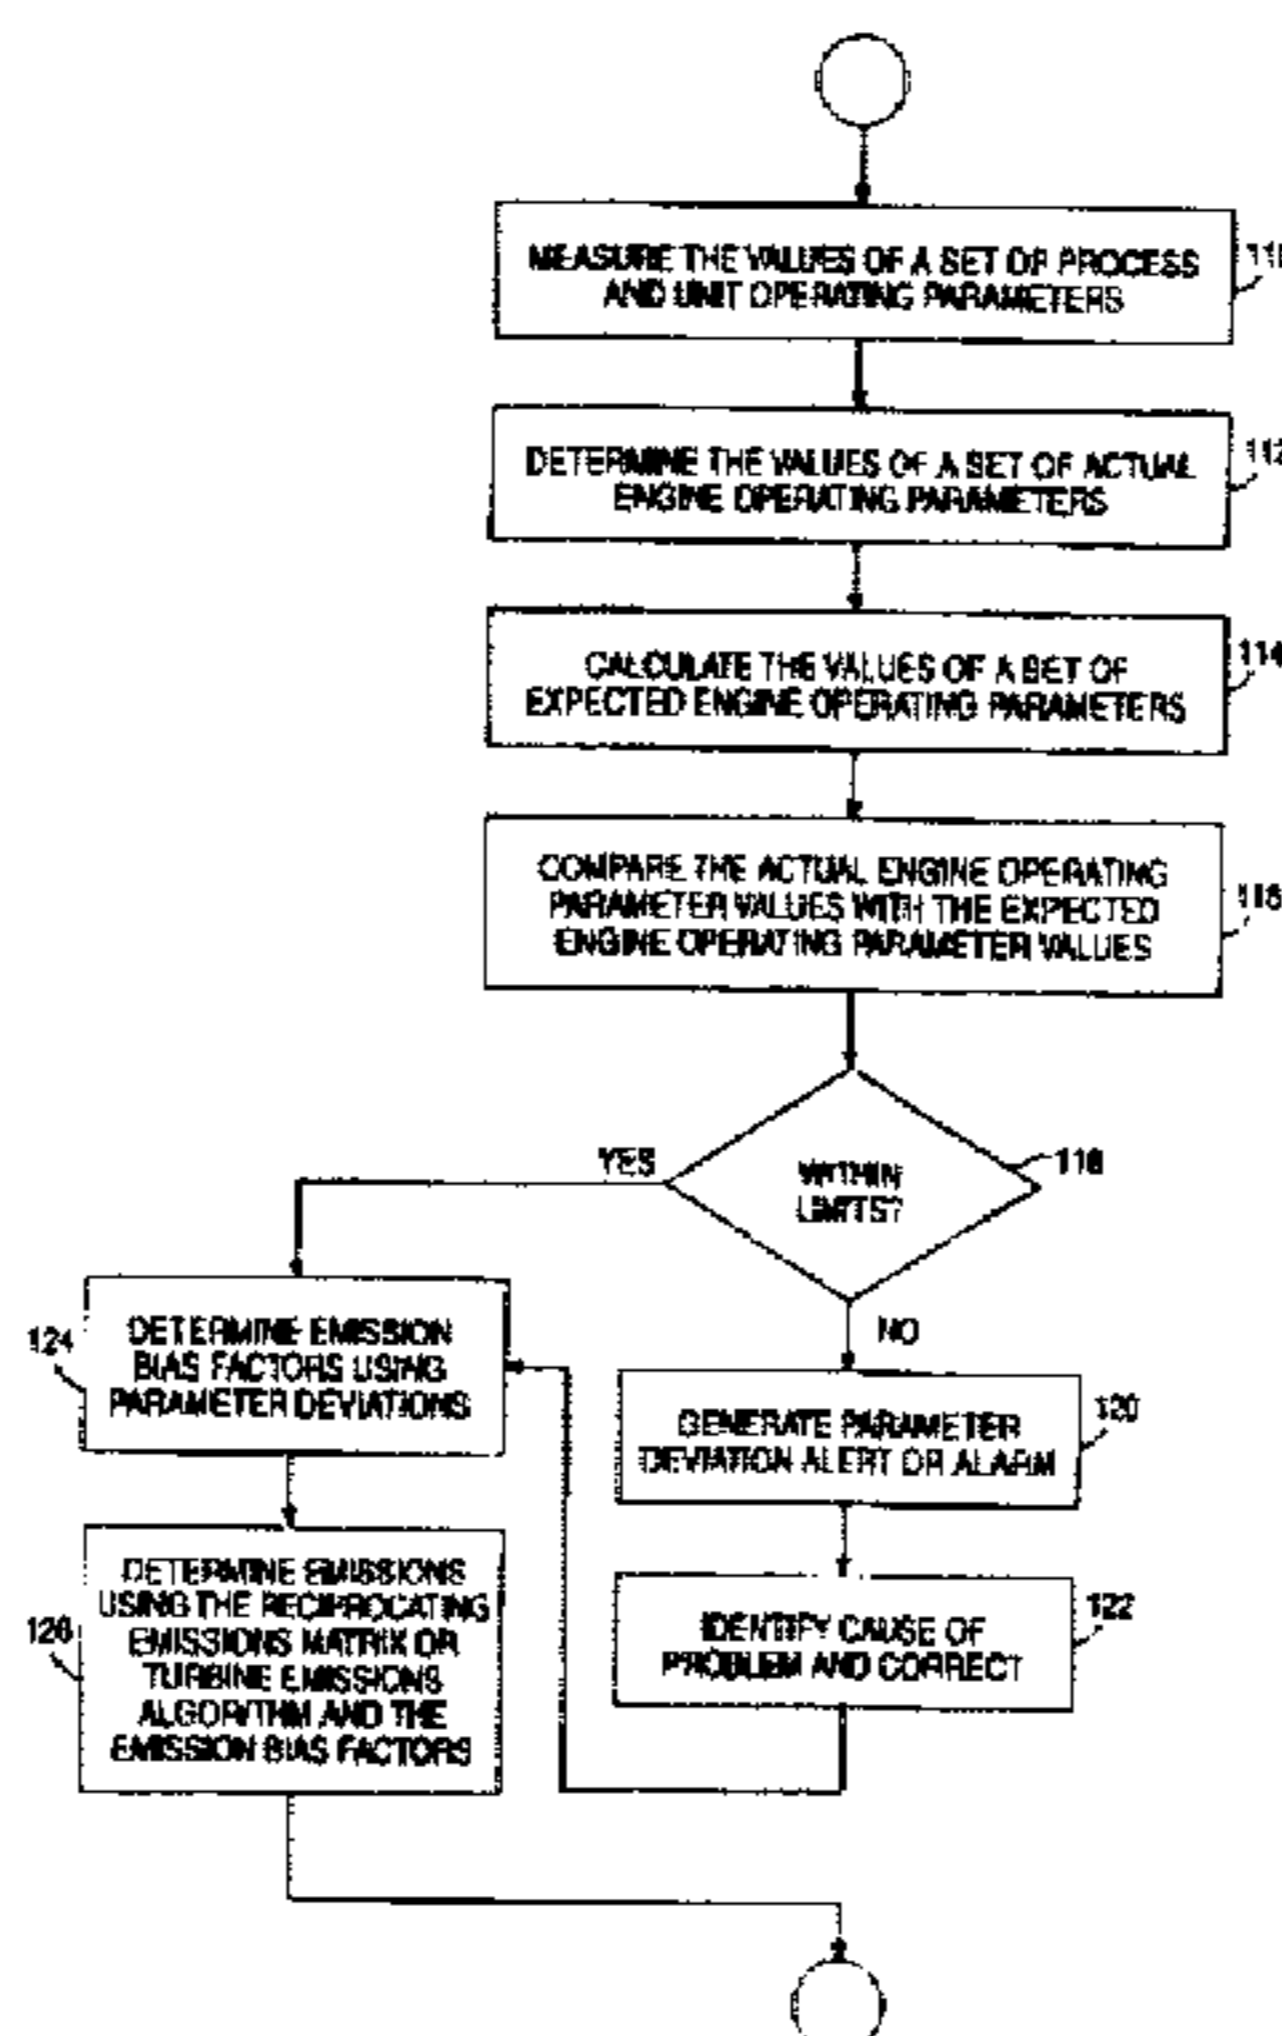 MEASURE THE VALUES OF A SET OF PROCESS
AND UNIT OPERATING PARAMETERS
DETERMINE THE VALUES OF A SET OF ACTUAL
ENGINE OPERATING PARAMETERS
112
CALCULATE THE VALUES OF A SET OF
EXPECTED ENGINE OPERATING PARAMETERS
114
COMPARE THE ACTUAL ENGINE OPERATING
PARAMETER VALUES WITH THE EXPECTED
ENGINE OPERATING PARAMETER VALUES
116
YES
WITHIN
LIMITS?
118
NO
124
DETERMINE EMISSION
BIAS FACTORS USING
PARAMETER DEVIATIONS
GENERATE PARAMETER
DEVIATION ALERT OR ALARM
120
126
DETERMINE EMISSIONS
USING THE RECIPROCATING
EMISSIONS MATRIX OR
TURBINE EMISSIONS
ALGORITHM AND THE
EMISSION BIAS FACTORS
IDENTIFY CAUSE OF
PROBLEM AND CORRECT
122